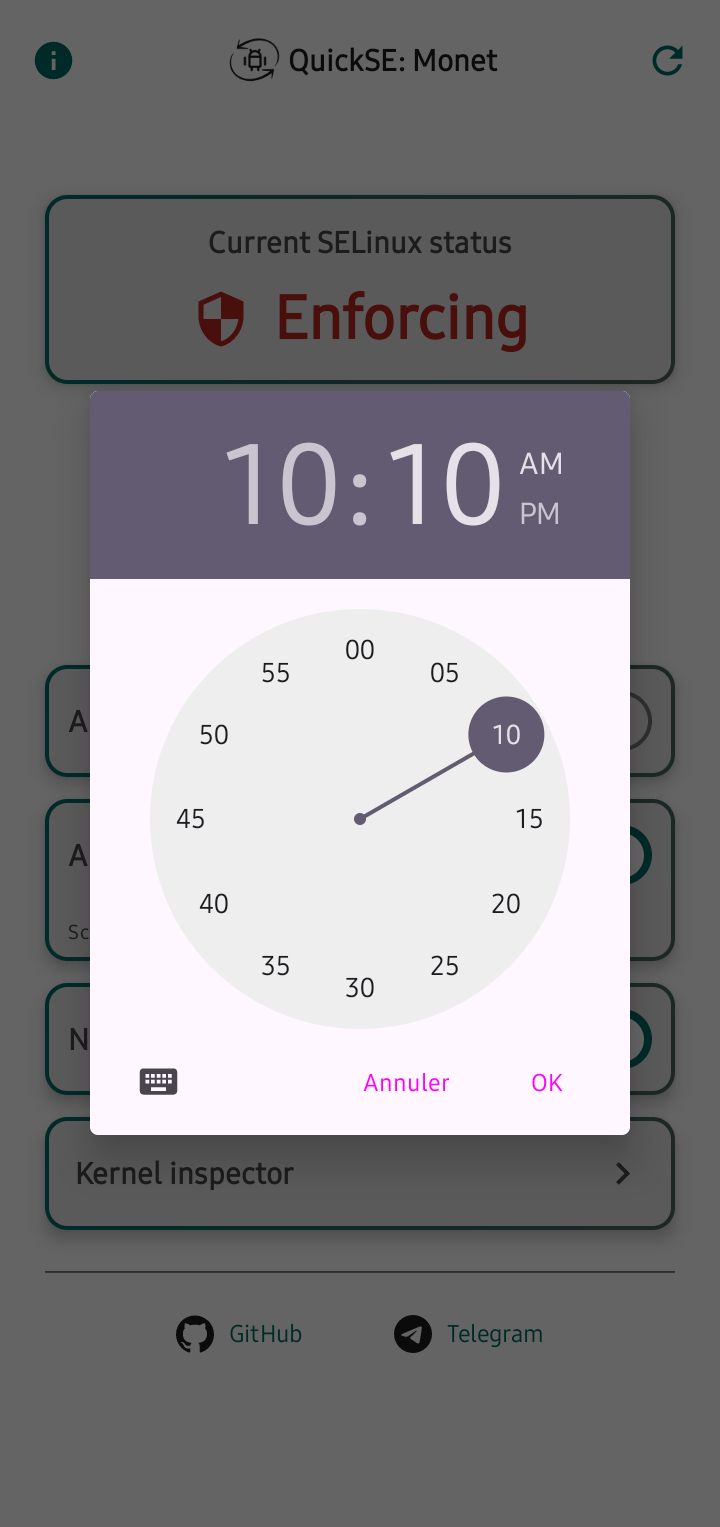 QuickSE: Monet
Current SELinux status
Enforcing
10:10
AM
PM
00
05
10
15
20
25
30
35
40
45
50
55
Annuler
OK
Kernel inspector
GitHub
Telegram